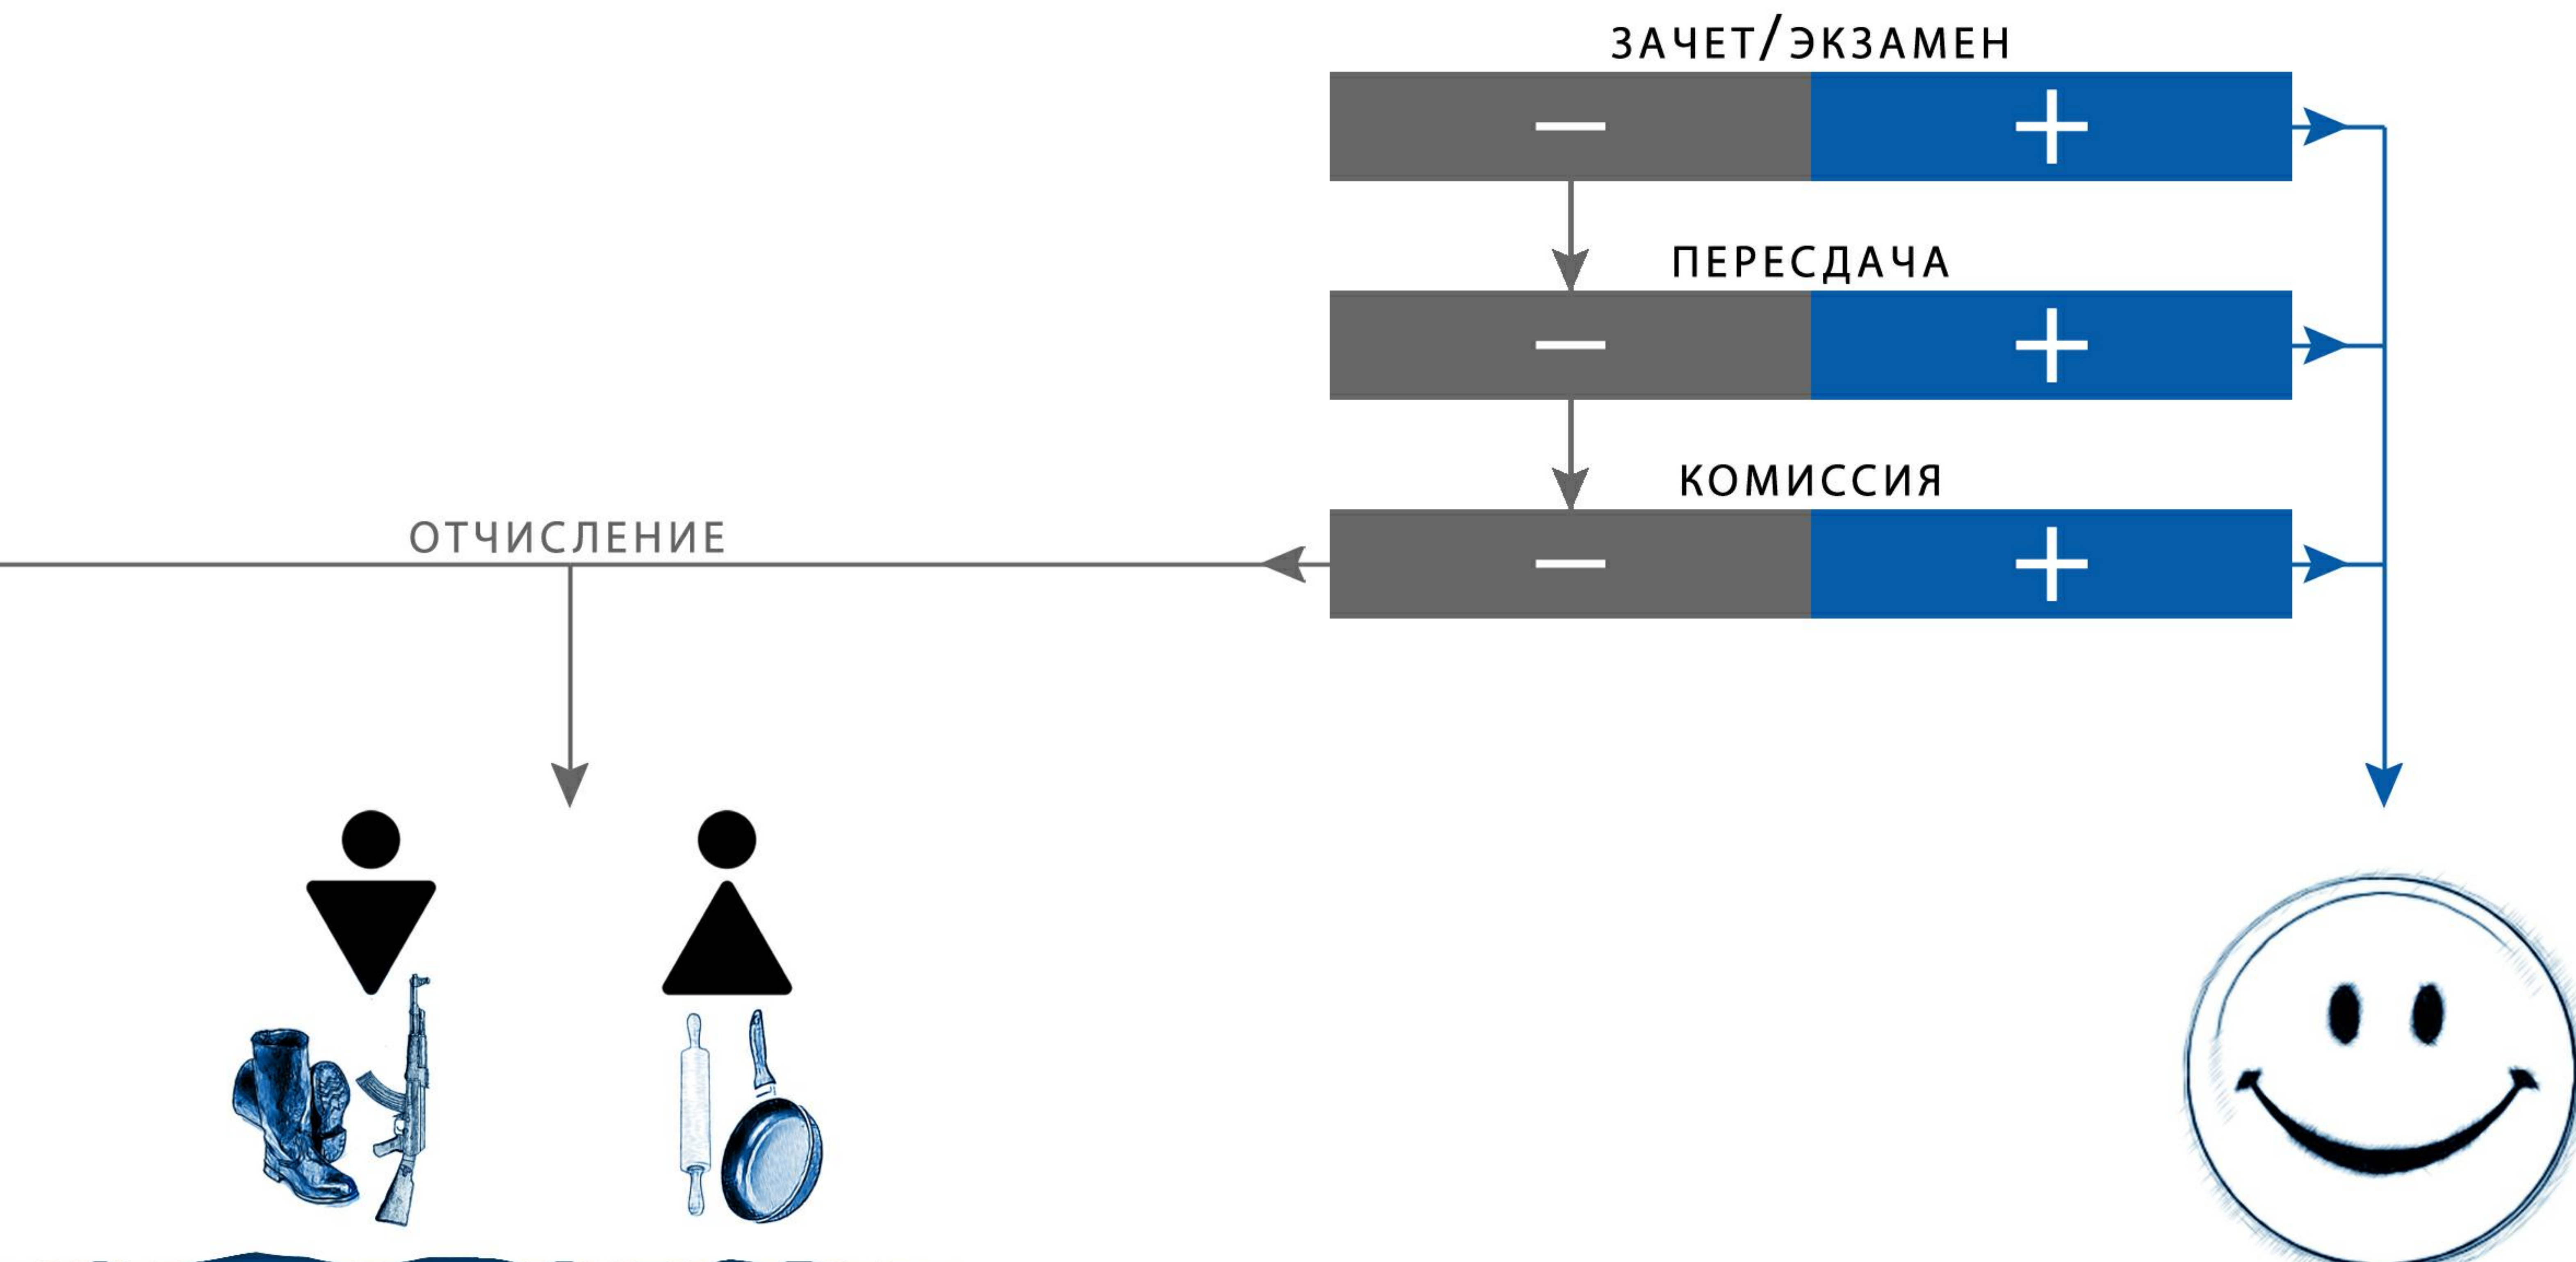 ЗАЧЕТ/ЭКЗАМЕН
−
+
ПЕРЕСДАЧА
−
+
КОМИССИЯ
−
+
ОТЧИСЛЕНИЕ